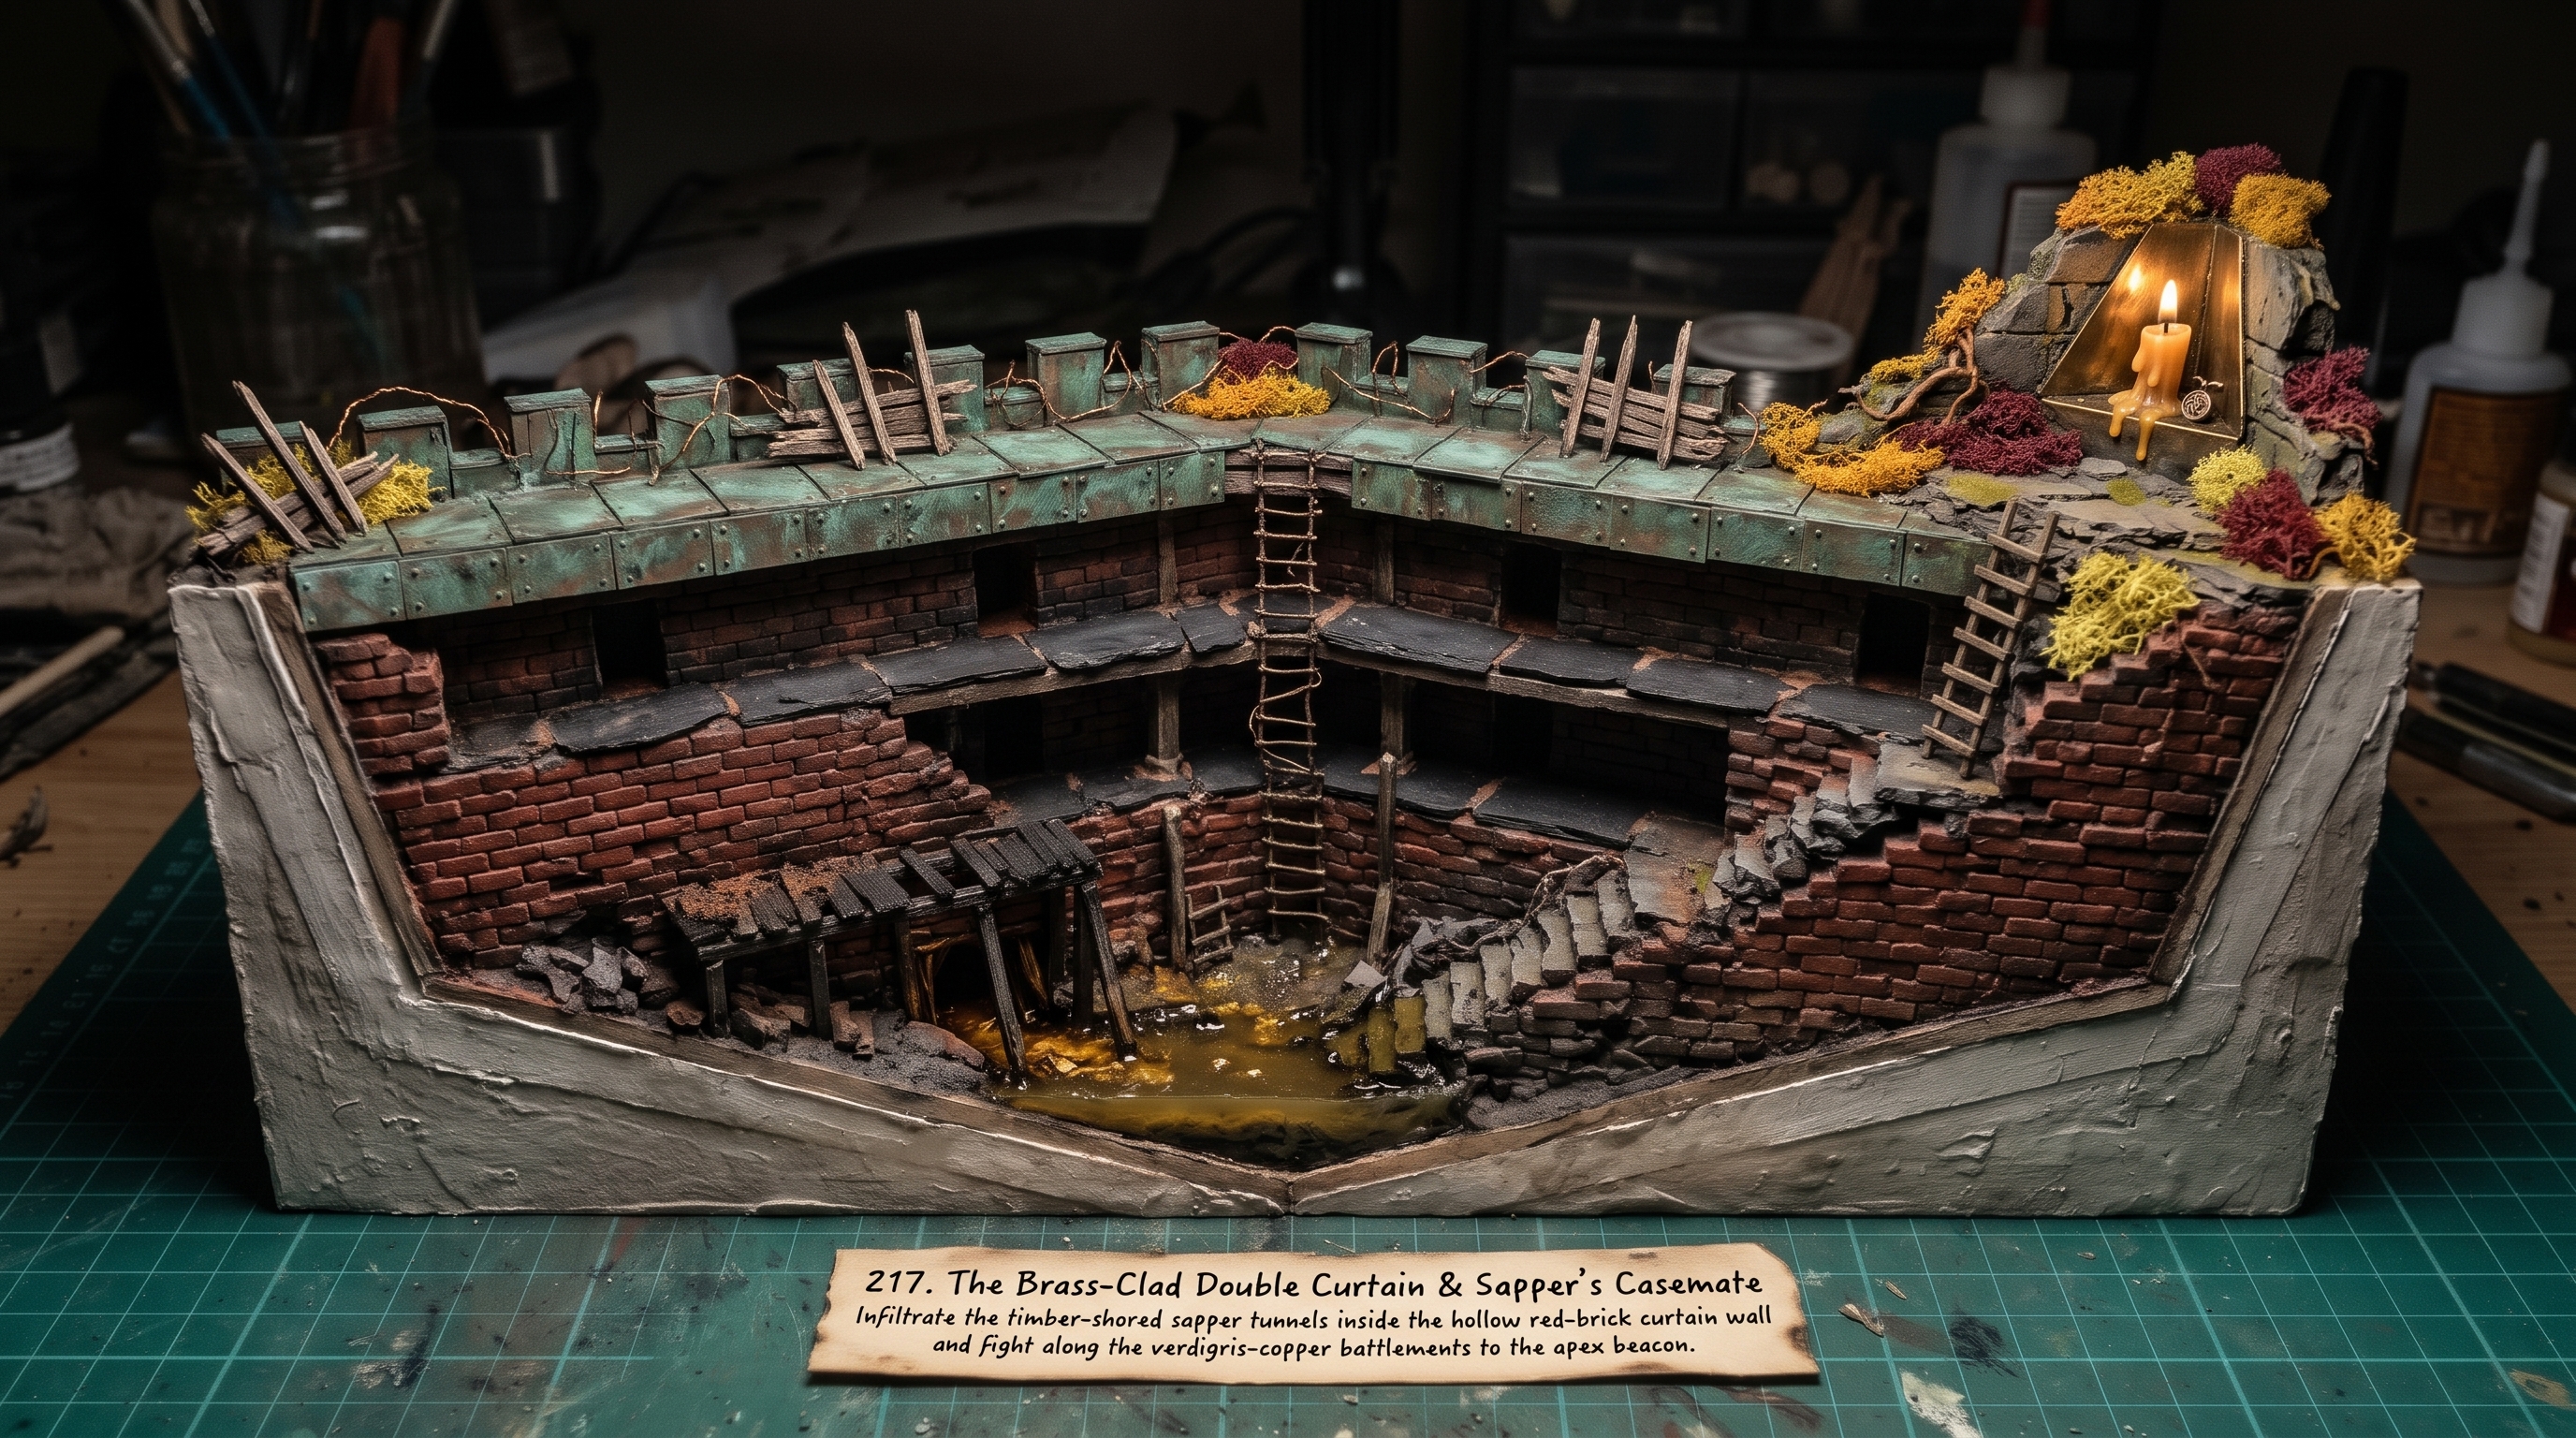 217. The Brass-Clad Double Curtain & Sapper's Casemate
Infiltrate the timber-shored sapper tunnels inside the hollow red-brick curtain wall
and fight along the verdigris-copper battlements to the apex beacon.